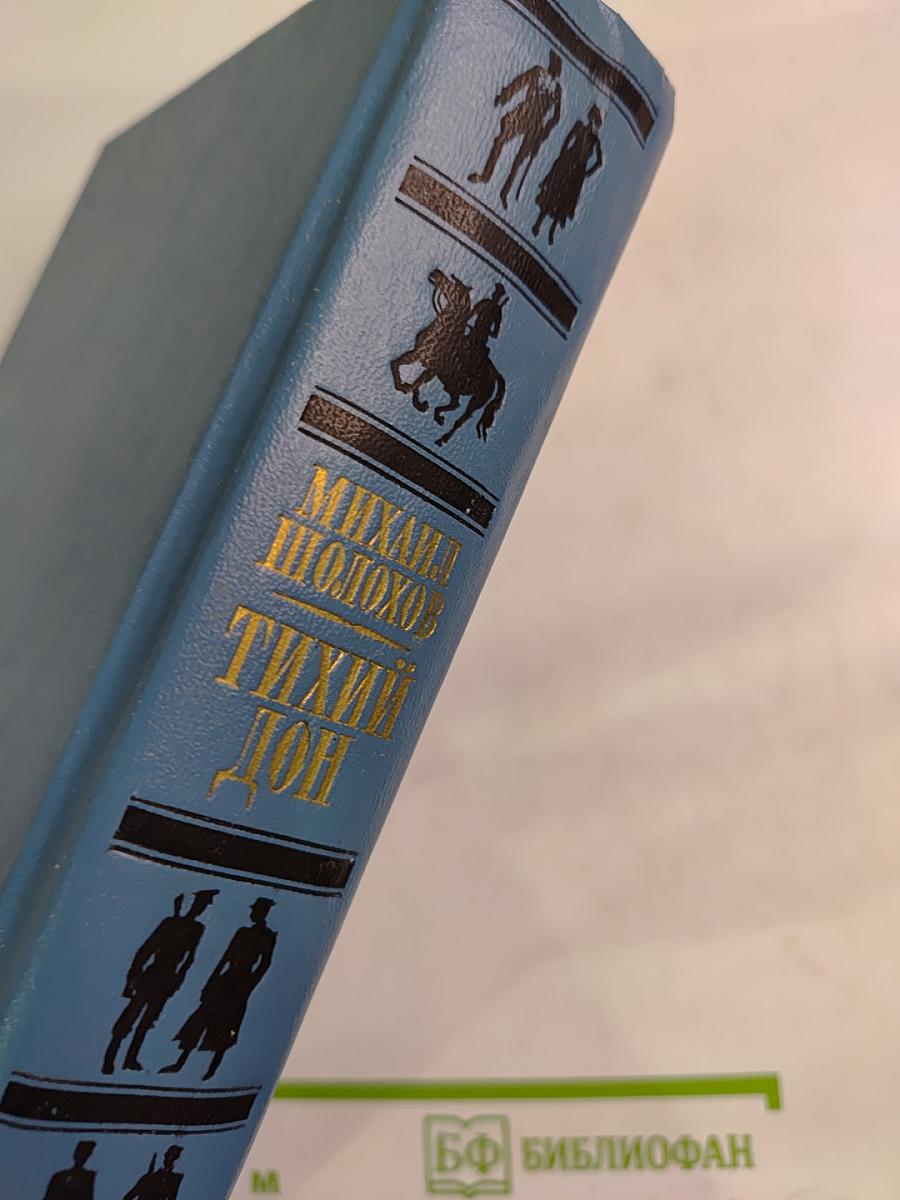 МИХАИЛ
ШОЛОХОВ
ТИХИЙ
ДОН
БФ БИБЛИОФАН
м